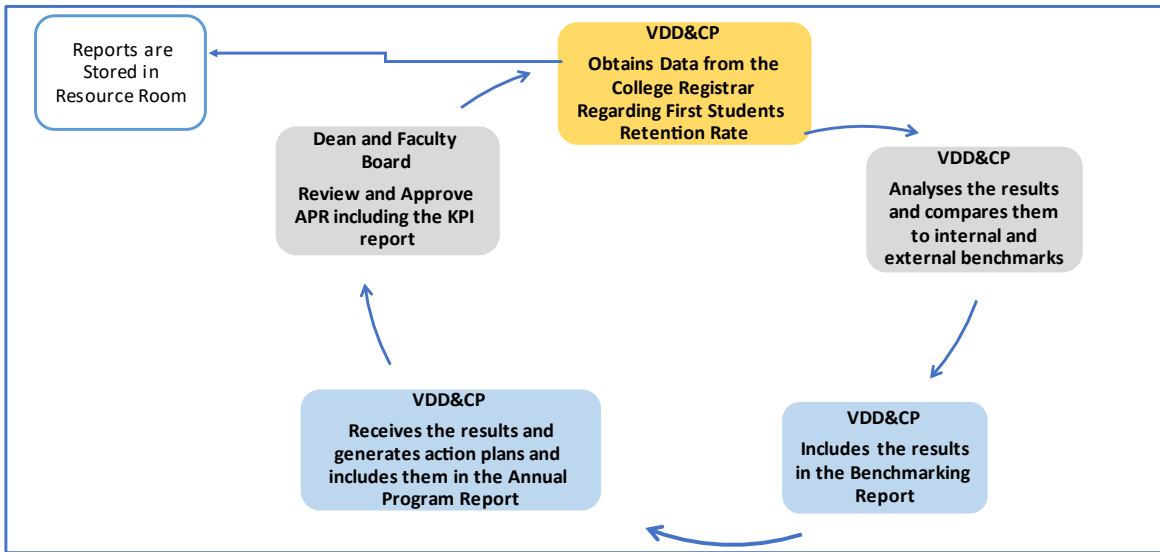 Reports are
Stored in
Resource Room
VDD&CP
Obtains Data from the
College Registrar
Regarding First Students
Retention Rate
VDD&CP
Analyses the results
and compares them
to internal and
external benchmarks
VDD&CP
Includes the results
in the Benchmarking
Report
VDD&CP
Receives the results and
generates action plans and
includes them in the Annual
Program Report
Dean and Faculty
Board
Review and Approve
APR including the KPI
report